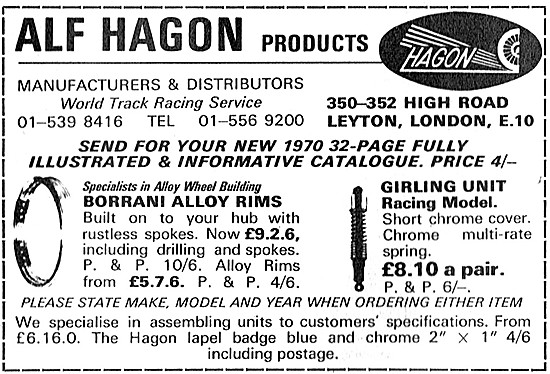 ALF HAGON PRODUCTS
HAGON
MANUFACTURERS & DISTRIBUTORS
World Track Racing Service
01–539 8416 TEL 01–556 9200
350–352 HIGH ROAD
LEYTON, LONDON, E.10
SEND FOR YOUR NEW 1970 32-PAGE FULLY
ILLUSTRATED & INFORMATIVE CATALOGUE. PRICE 4/–
Specialists in Alloy Wheel Building
BORRANI ALLOY RIMS
Built on to your hub with
rustless spokes. Now £9.2.6,
including drilling and spokes.
P. & P. 10/6. Alloy Rims
from £5.7.6. P. & P. 4/6.
GIRLING UNIT
Racing Model.
Short chrome cover.
Chrome multi-rate
spring.
£8.10 a pair.
P. & P. 6/–.
PLEASE STATE MAKE, MODEL AND YEAR WHEN ORDERING EITHER ITEM
We specialise in assembling units to customers' specifications. From
£6.16.0. The Hagon lapel badge blue and chrome 2" × 1" 4/6
including postage.